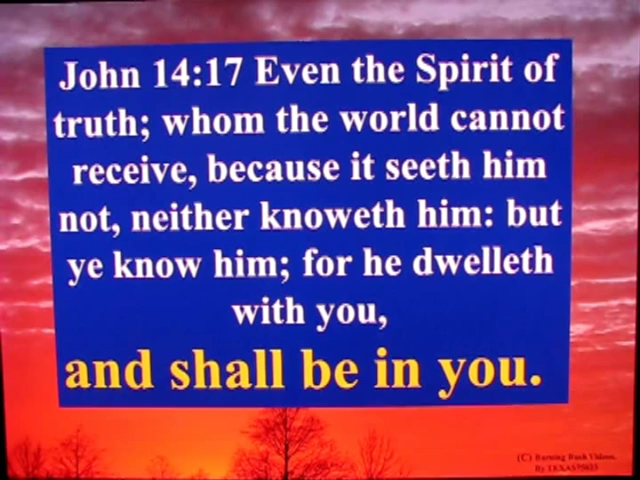 John 14:17 Even the Spirit of
truth; whom the world cannot
receive, because it seeth him
not, neither knoweth him: but
ye know him; for he dwelleth
with you,
and shall be in you.
(C) Burning Bush Videos.
By